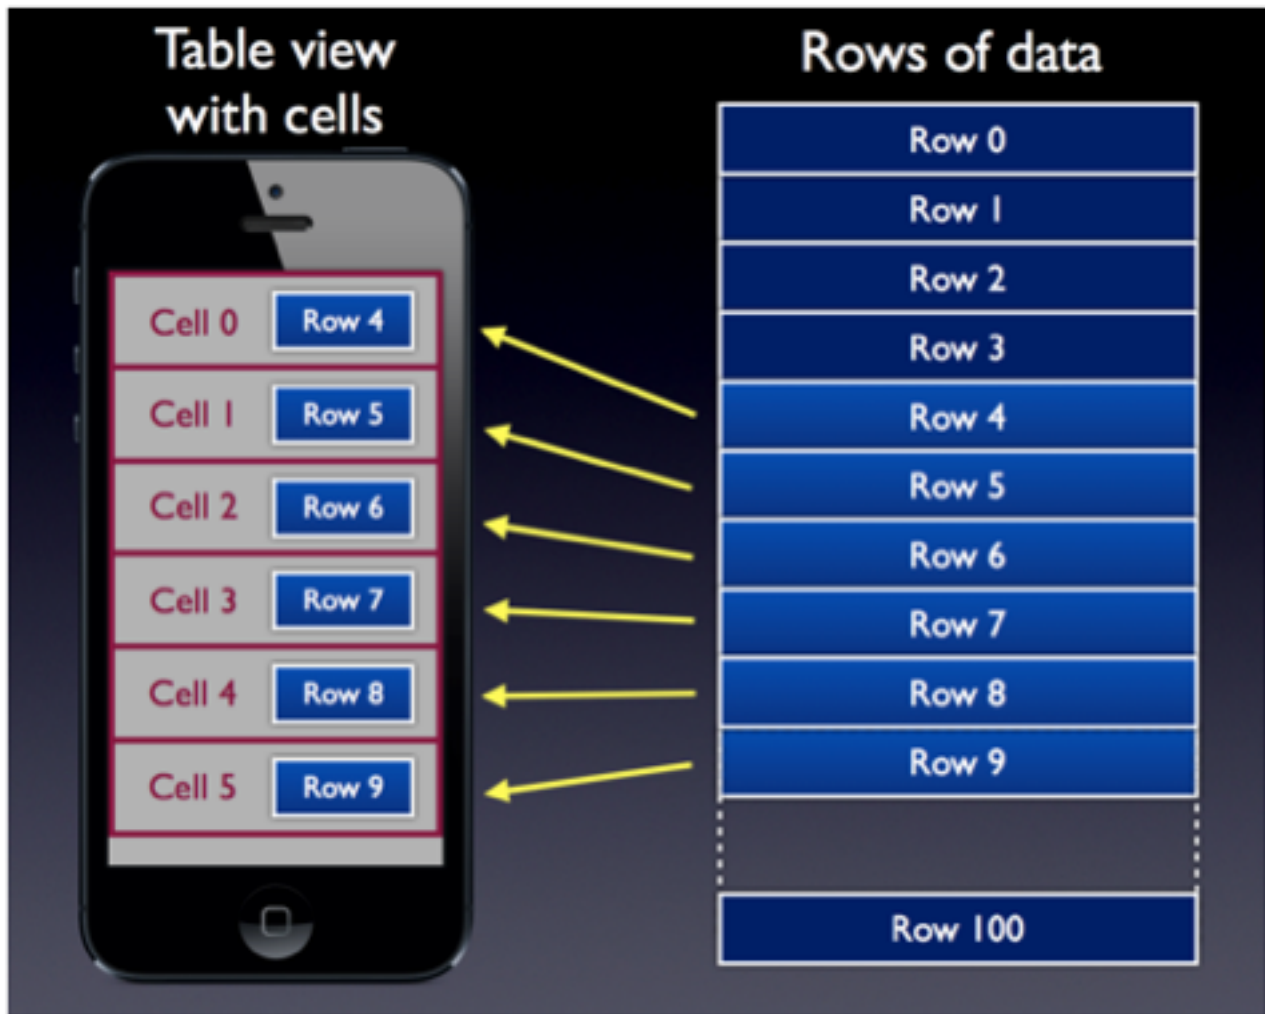 Table view
with cells
Cell 0 Row 4
Cell 1 Row 5
Cell 2 Row 6
Cell 3 Row 7
Cell 4 Row 8
Cell 5 Row 9
Rows of data
Row 0
Row 1
Row 2
Row 3
Row 4
Row 5
Row 6
Row 7
Row 8
Row 9
Row 100